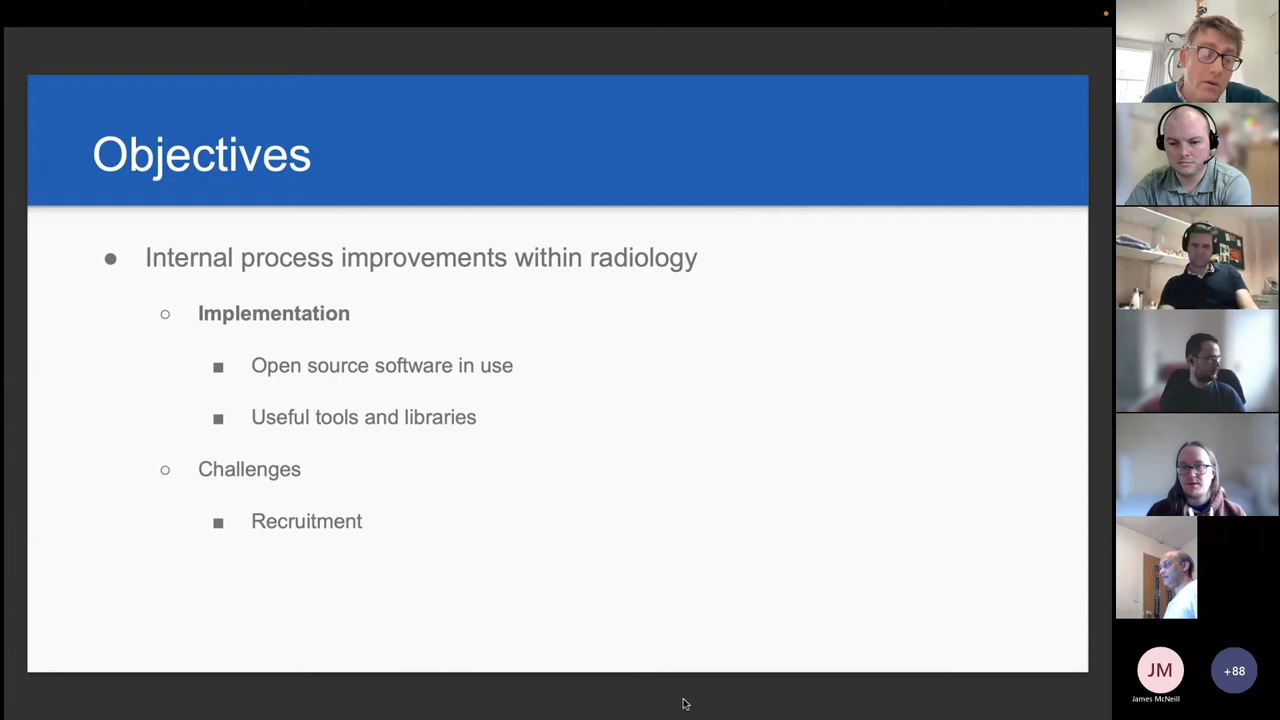 Objectives
Internal process improvements within radiology
Implementation
Open source software in use
Useful tools and libraries
Challenges
Recruitment
JM
+88
James McNeill